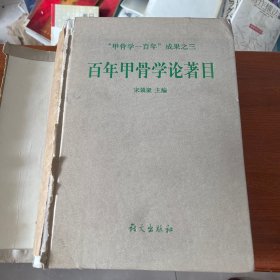 “甲骨学一百年”成果之三
百年甲骨学论著目
宋镇豪 主编
语文出版社